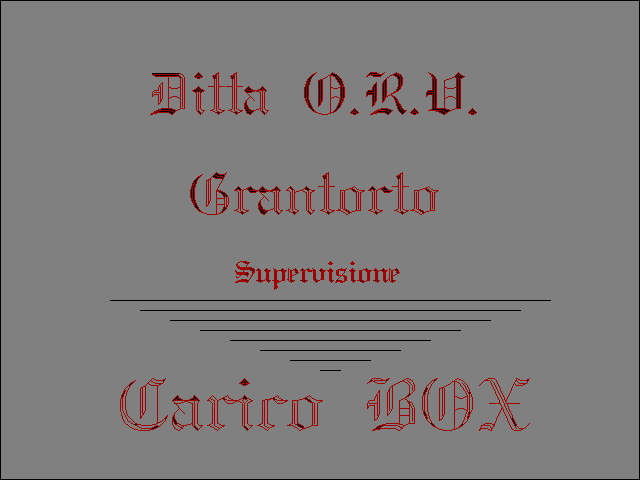 Ditta O.R.V.
Grantorto
Supervisione
Carico BOX